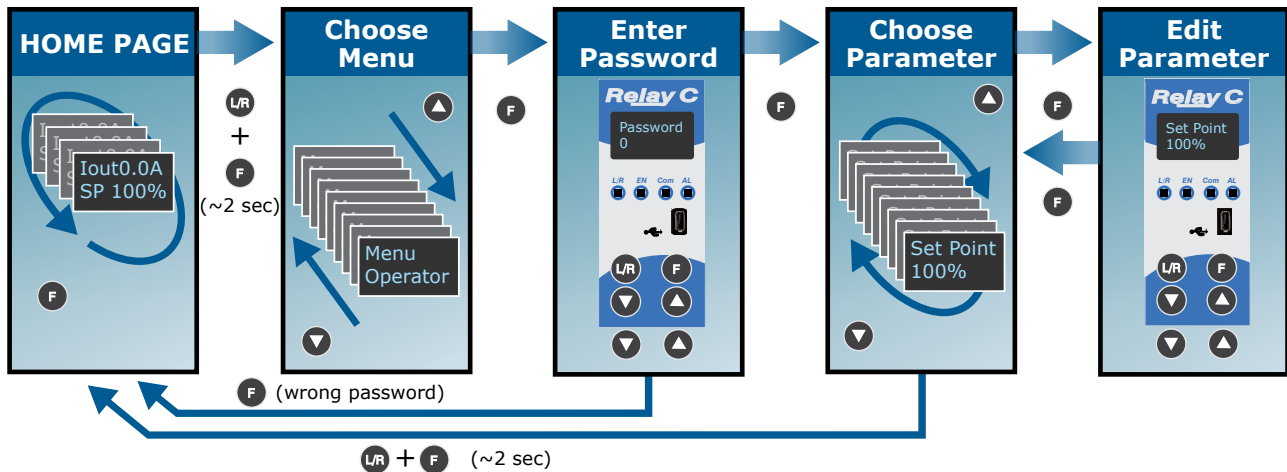 HOME PAGE
Iout0.0A
SP 100%
F
L/R
+
F
(~2 sec)
Choose
Menu
Menu
Operator
F
Enter
Password
Relay C
Password
0
L/R EN Com AL
L/R F
F
Choose
Parameter
Set Point
100%
F
F
Edit
Parameter
Relay C
Set Point
100%
L/R EN Com AL
L/R F
F (wrong password)
L/R + F (~2 sec)